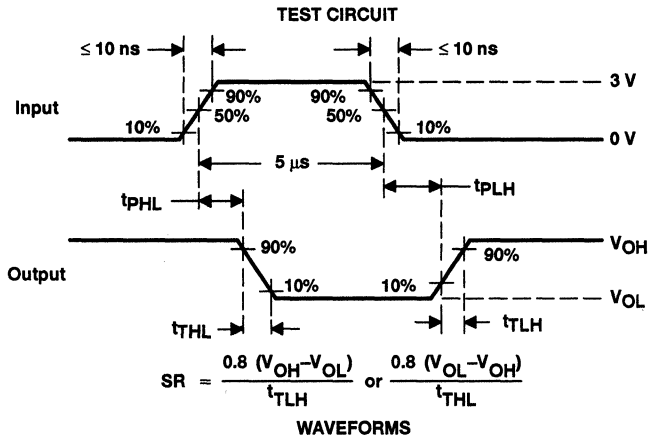 TEST CIRCUIT
≤ 10 ns
≤ 10 ns
90%
90%
3 V
Input
50%
50%
10%
10%
0 V
5 µs
tPHL
tPLH
VOH
90%
90%
Output
10%
10%
VOL
tTHL
tTLH
SR = 0.8 (VOH–VOL) / tTLH or 0.8 (VOL–VOH) / tTHL
WAVEFORMS